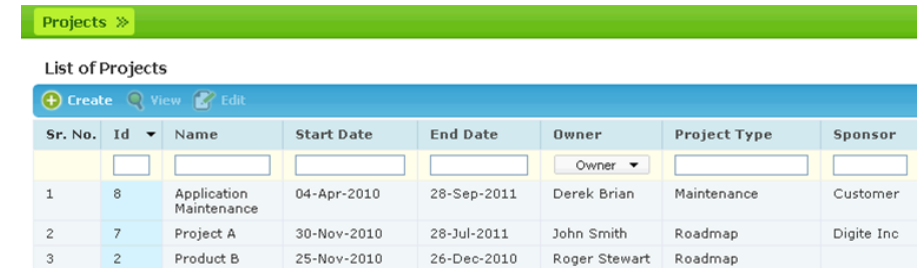 Projects »
List of Projects
Create View Edit
Sr. No. Id Name Start Date End Date Owner Project Type Sponsor
Owner
1 8 Application Maintenance 04-Apr-2010 28-Sep-2011 Derek Brian Maintenance Customer
2 7 Project A 30-Nov-2010 28-Jul-2011 John Smith Roadmap Digite Inc
3 2 Product B 25-Nov-2010 26-Dec-2010 Roger Stewart Roadmap